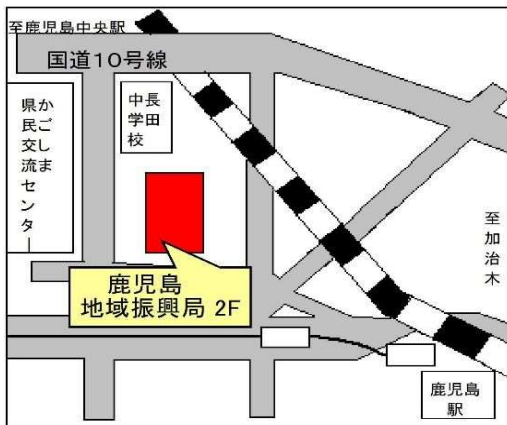 至鹿児島中央駅
国道10号線
かごしま
県民交流センター
長田
中学校
鹿児島
地域振興局 2F
至加治木
鹿児島
駅